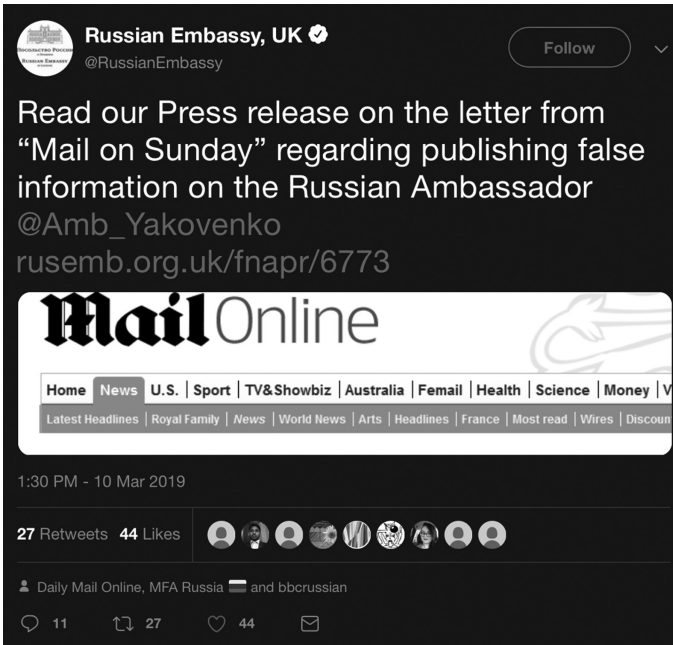 Russian Embassy, UK
@RussianEmbassy
Follow
Read our Press release on the letter from
“Mail on Sunday” regarding publishing false
information on the Russian Ambassador
@Amb_Yakovenko
rusemb.org.uk/fnapr/6773
Mail Online
Home News U.S. Sport TV&Showbiz Australia Femail Health Science Money V
Latest Headlines Royal Family News World News Arts Headlines France Most read Wires Discoun
1:30 PM - 10 Mar 2019
27 Retweets 44 Likes
Daily Mail Online, MFA Russia and bbcrussian
11 27 44